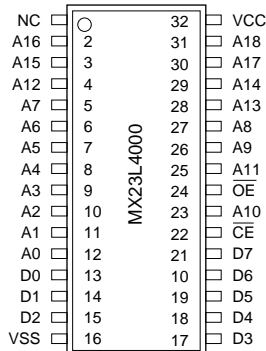 NC 32 VCC
A16 2 31 A18
A15 3 30 A17
A12 4 29 A14
A7 5 28 A13
A6 6 27 A8
A5 7 26 A9
A4 8 25 A11
A3 9 24 OE
A2 10 23 A10
A1 11 22 CE
A0 12 21 D7
D0 13 10 D6
D1 14 19 D5
D2 15 18 D4
VSS 16 17 D3
MX23L4000